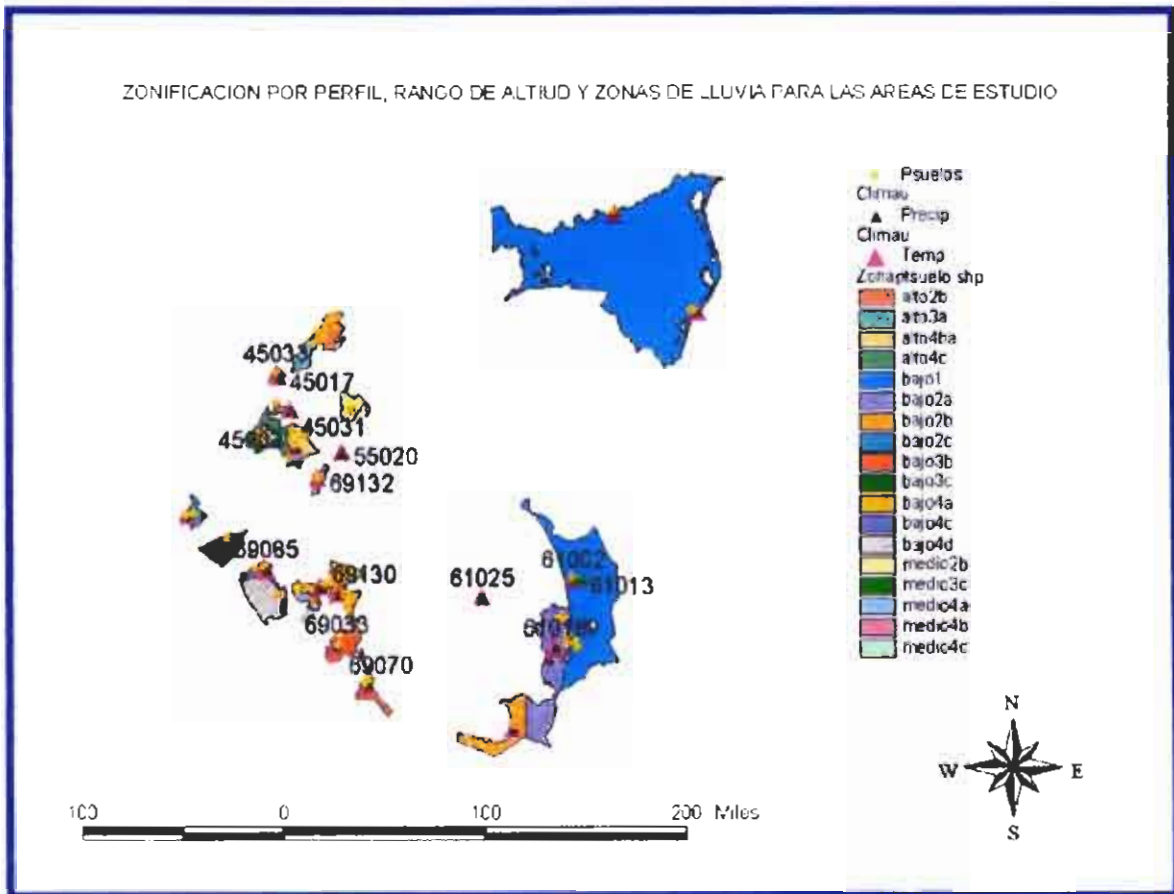 ZONIFICACION POR PERFIL, RANGO DE ALTIUD Y ZONAS DE LLUVIA PARA LAS AREAS DE ESTUDIO
Psuelos
Climau
Precip
Climau
Temp
Zonaptsuelo shp
alto2b
alto3a
alto4ba
alto4c
bajo1
bajo2a
bajo2b
bajo2c
bajo3b
bajo3c
bajo4a
bajo4c
bajo4d
medio2b
medio3c
medio4a
medio4b
medio4c
45033
45017
45031
55020
69132
69085
69130
69033
69070
61002
61025
61013
N
W E
S
100 0 100 200 Miles